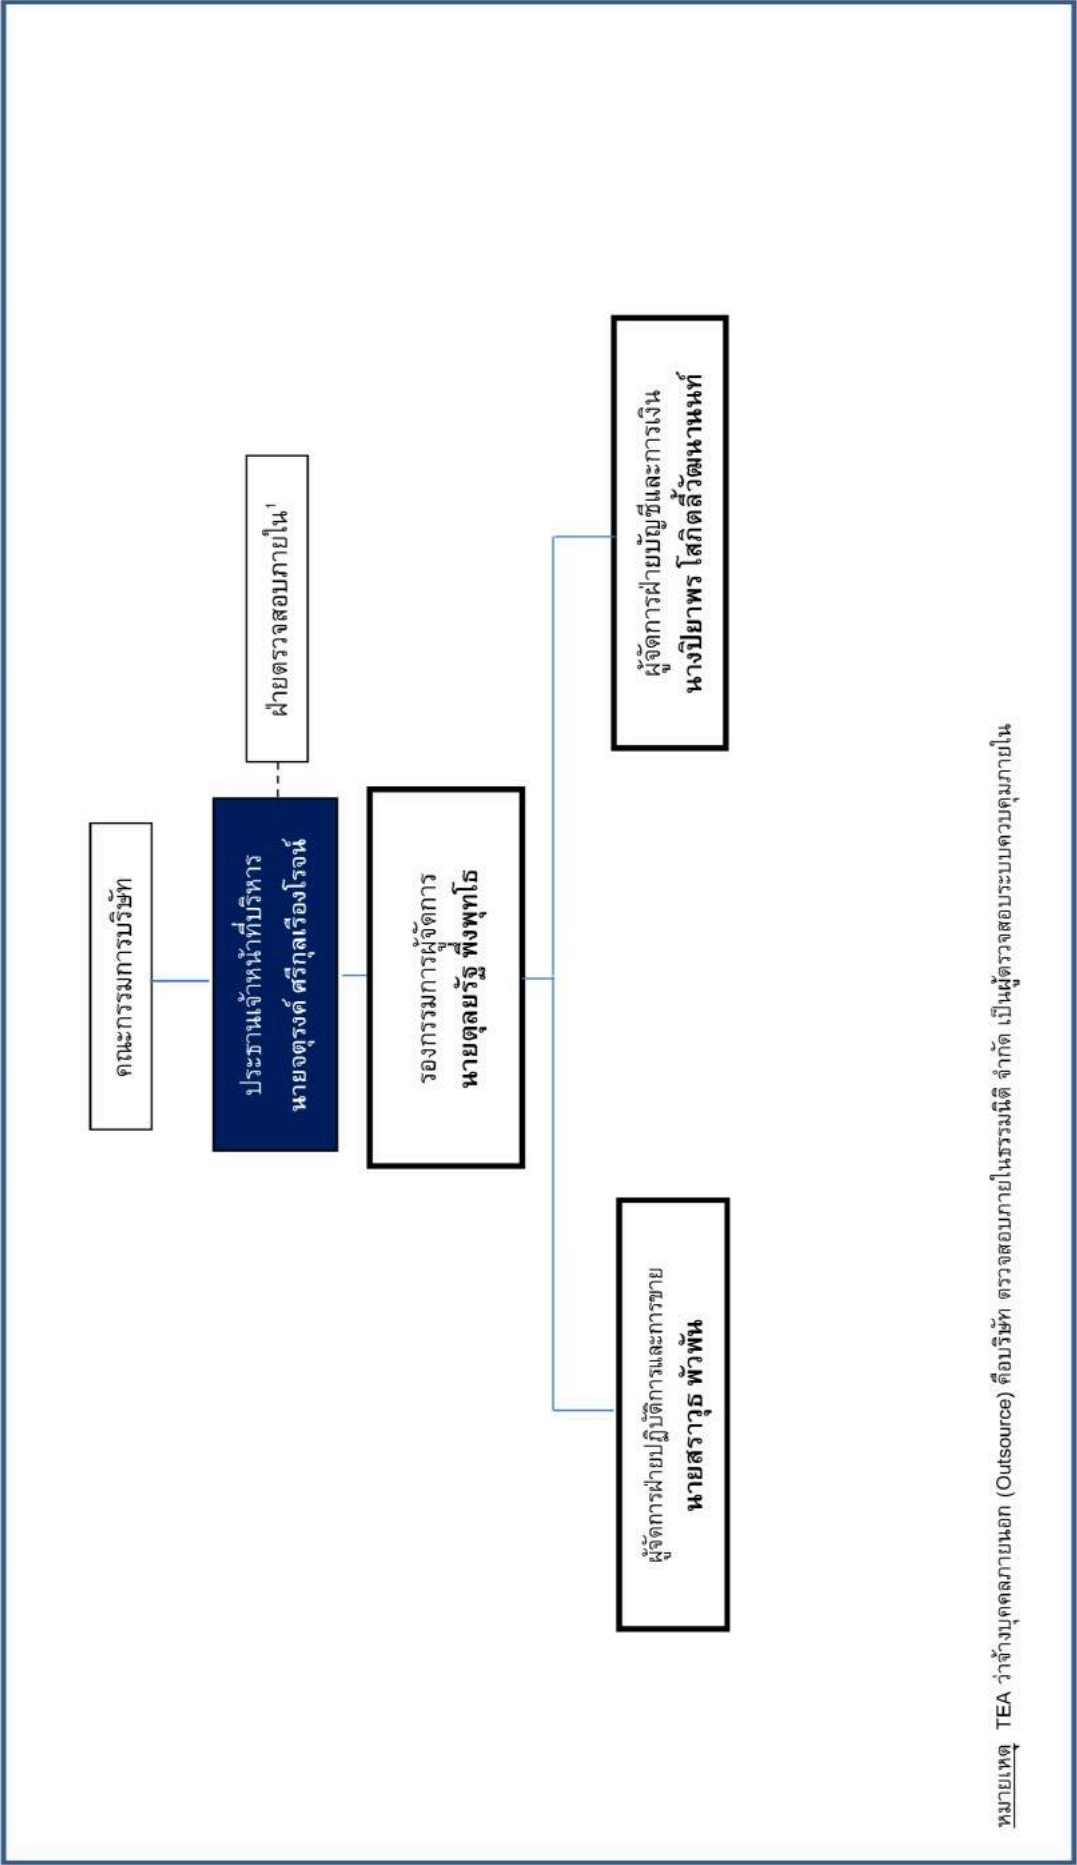 คณะกรรมการบริษัท
ประธานเจ้าหน้าที่บริหาร
นายจตุรงค์ ศรีกุลเรืองโรจน์
ฝ่ายตรวจสอบภายใน¹
รองกรรมการผู้จัดการ
นายตุลยรัฐ พึ่งพุทโธ
ผู้จัดการฝ่ายปฏิบัติการและการขาย
นายสราวุธ พัวพัน
ผู้จัดการฝ่ายบัญชีและการเงิน
นางปิยาพร โสภิตลี้วัฒนานนท์
หมายเหตุ TEA ว่าจ้างบุคคลภายนอก (Outsource) คือบริษัท ตรวจสอบภายในธรรมนิติ จำกัด เป็นผู้ตรวจสอบระบบควบคุมภายใน